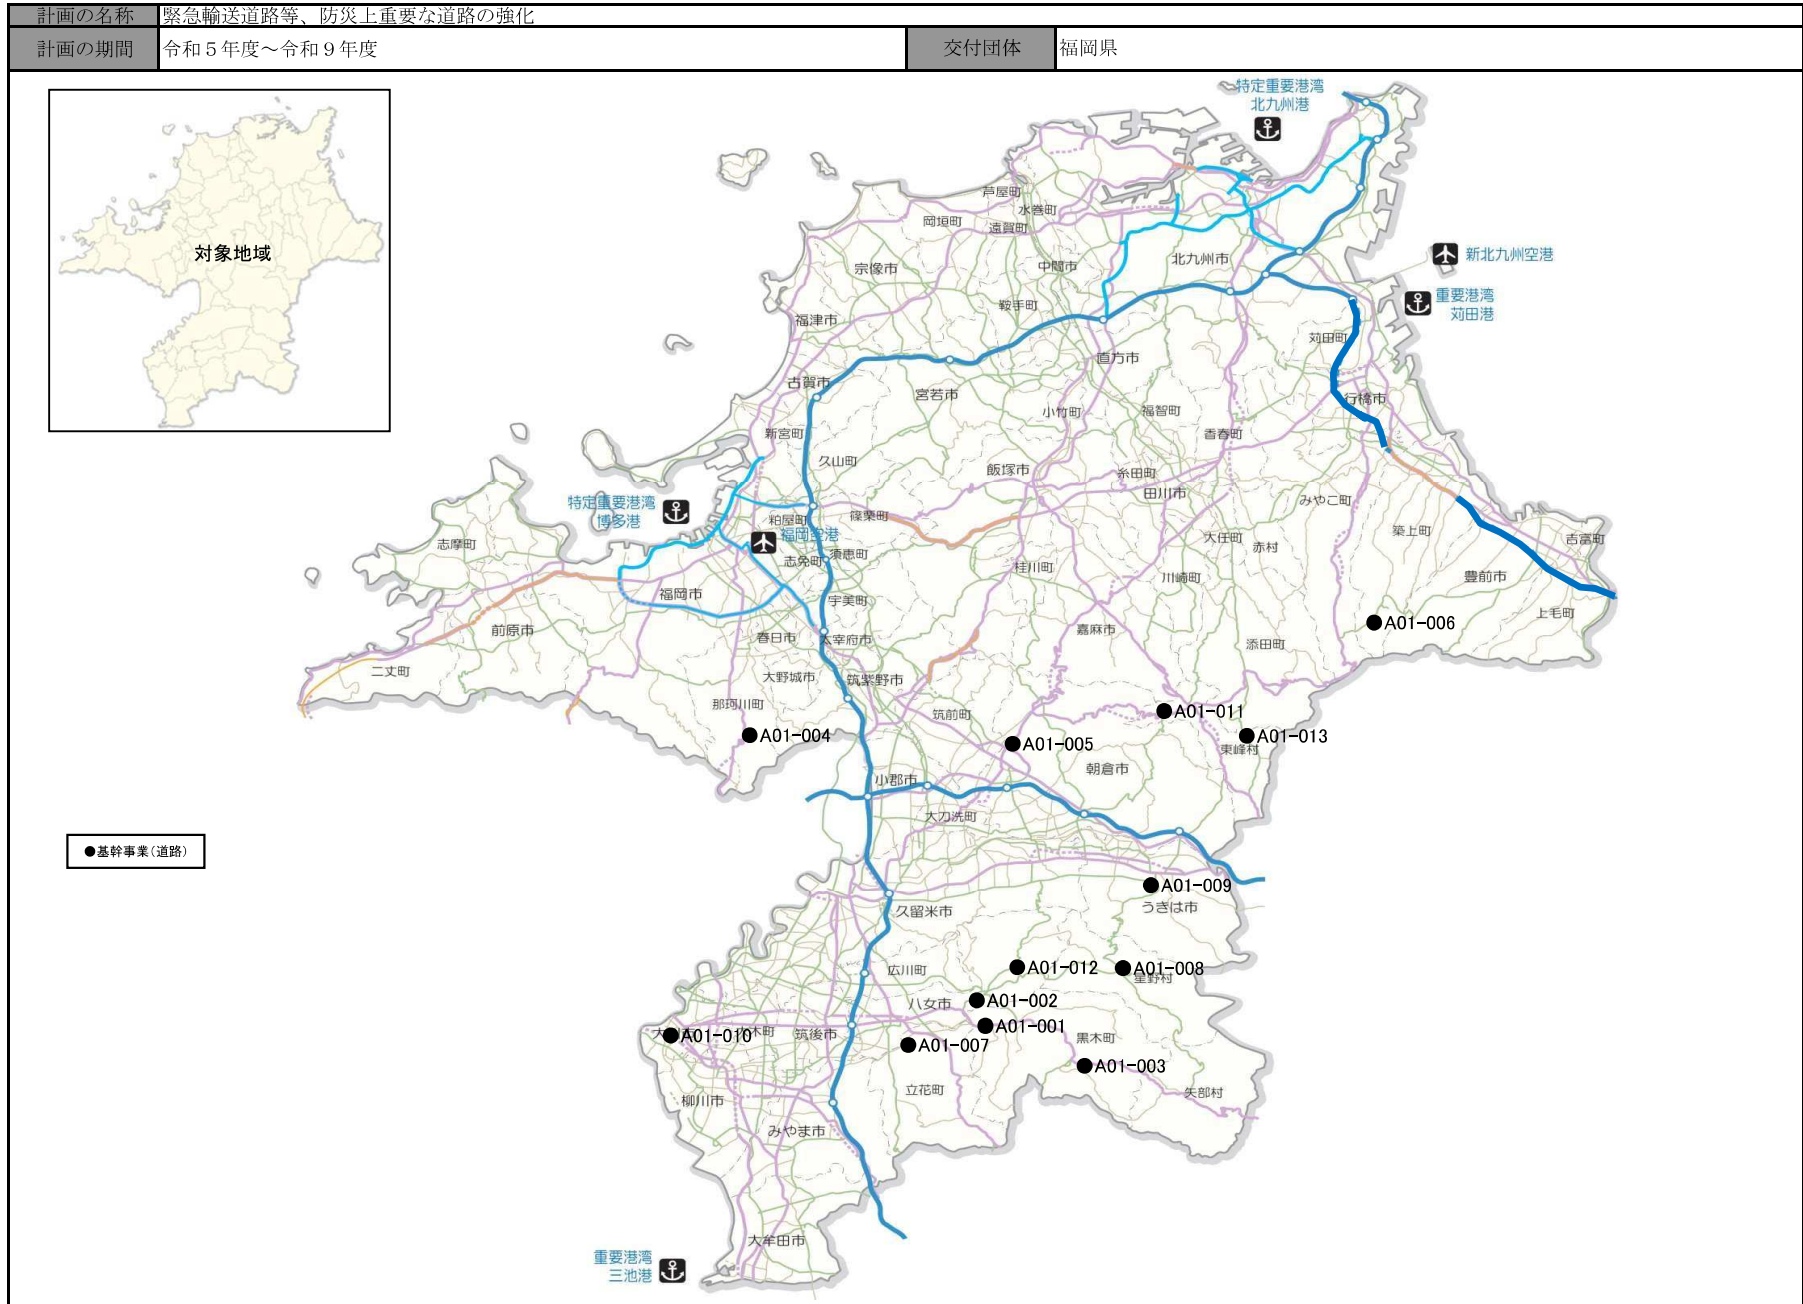 計画の名称 緊急輸送道路等、防災上重要な道路の強化
計画の期間 令和５年度～令和９年度 交付団体 福岡県
対象地域
特定重要港湾
北九州港
芦屋町
水巻町
岡垣町
遠賀町
宗像市
中間市
北九州市
新北九州空港
鞍手町
重要港湾
苅田港
福津市
苅田町
直方市
古賀市
宮若市
行橋市
小竹町
福智町
新宮町
香春町
久山町
飯塚市
糸田町
田川市
みやこ町
特定重要港湾
博多港
粕屋町
篠栗町
福岡空港
築上町
大任町
赤村
吉富町
志摩町
志免町
須恵町
桂川町
川崎町
豊前市
福岡市
宇美町
上毛町
A01-006
前原市
春日市
太宰府市
嘉麻市
添田町
二丈町
大野城市
筑紫野市
那珂川町
筑前町
A01-011
A01-004
A01-005
A01-013
東峰村
朝倉市
小郡市
大刀洗町
●基幹事業（道路）
A01-009
うきは市
久留米市
広川町
A01-012
A01-008
星野村
八女市
A01-002
A01-001
A01-010
木町
筑後市
A01-007
黒木町
A01-003
立花町
矢部村
柳川市
みやま市
大牟田市
重要港湾
三池港